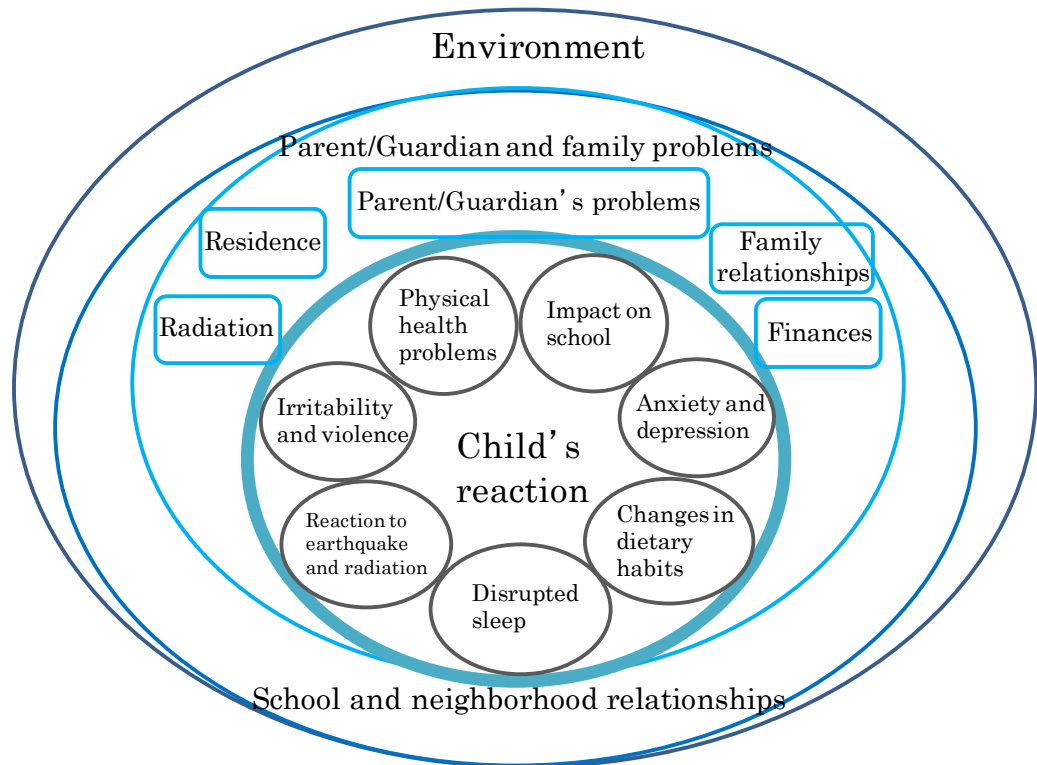 Environment
Parent/Guardian and family problems
Parent/Guardian’s problems
Residence
Family
relationships
Radiation
Finances
Physical
health
problems
Impact on
school
Irritability
and violence
Anxiety and
depression
Child’s
reaction
Reaction to
earthquake
and radiation
Changes in
dietary
habits
Disrupted
sleep
School and neighborhood relationships